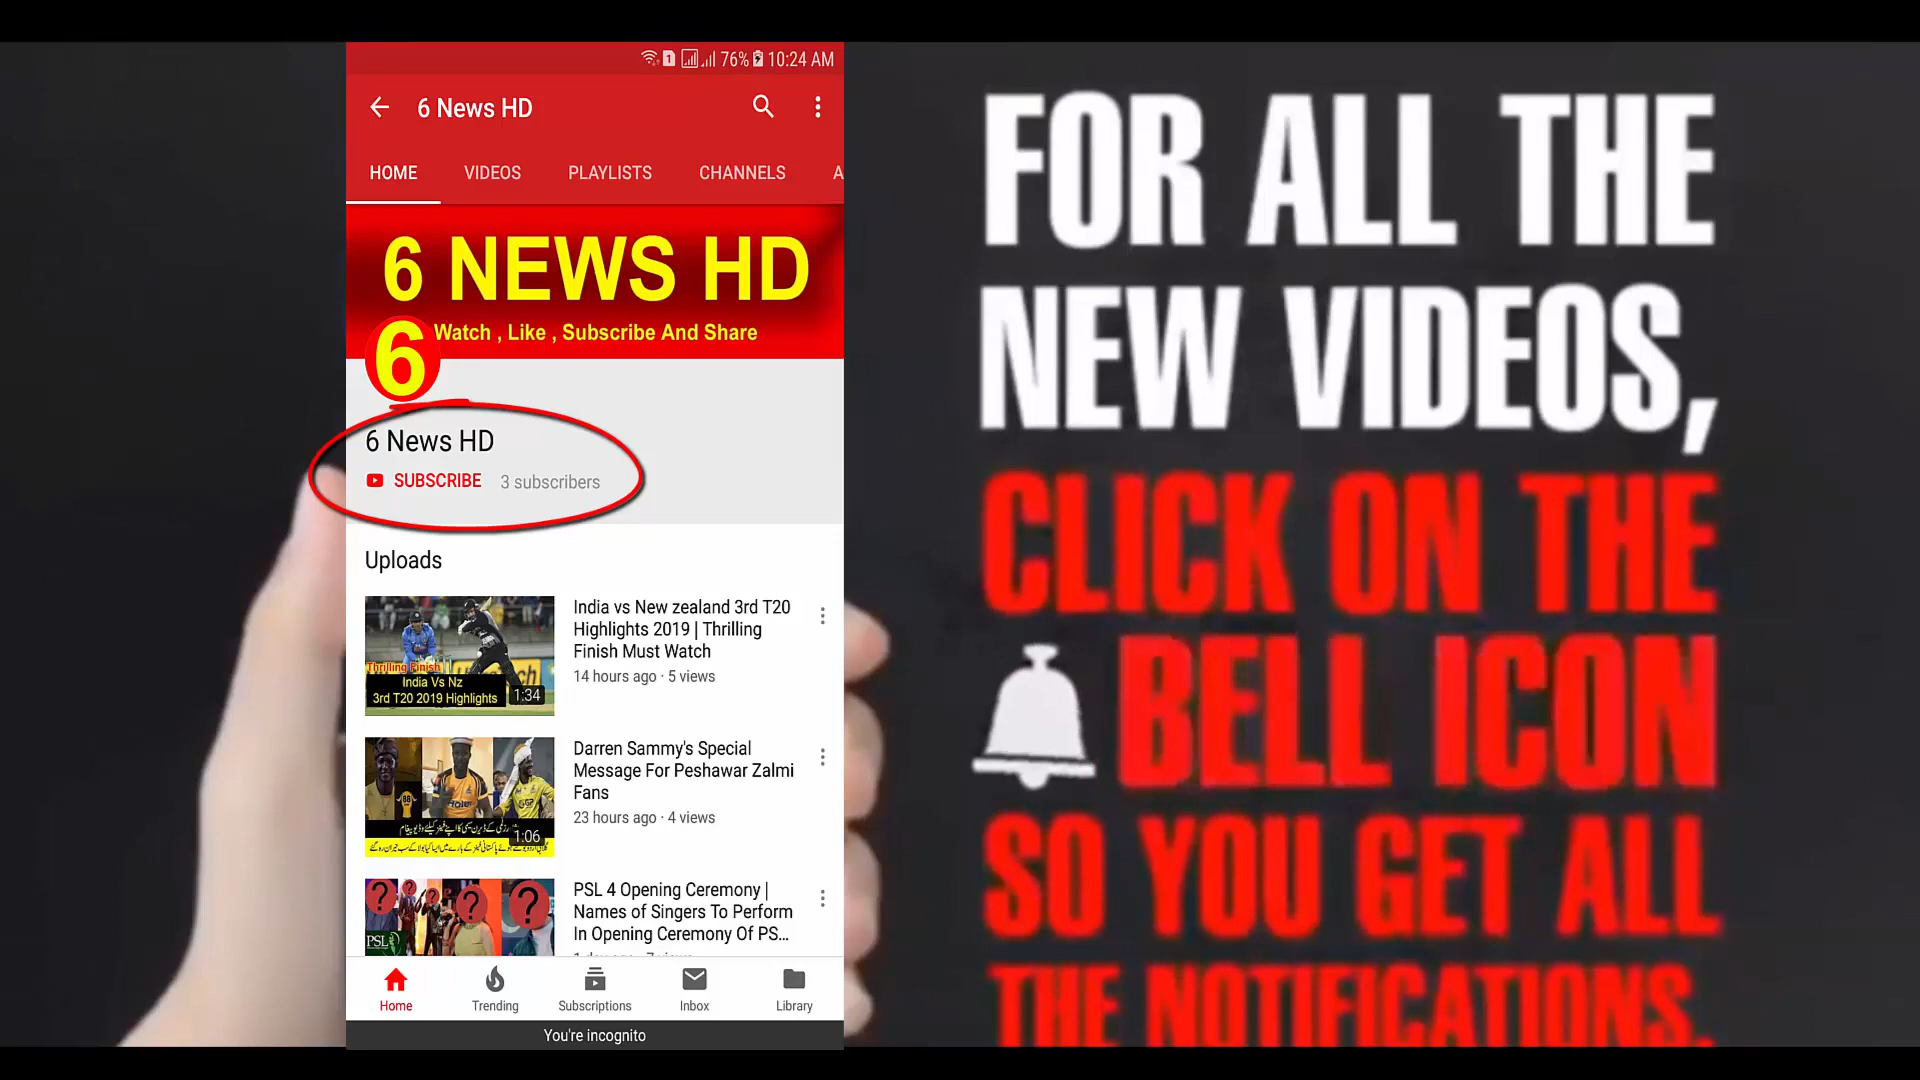 76% 10:24 AM
6 News HD
HOME VIDEOS PLAYLISTS CHANNELS A
6 NEWS HD
6 Watch , Like , Subscribe And Share
6 News HD
SUBSCRIBE 3 subscribers
Uploads
Thrilling Finish
India Vs Nz
3rd T20 2019 Highlights
1:34
India vs New zealand 3rd T20
Highlights 2019 | Thrilling
Finish Must Watch
14 hours ago · 5 views
1:06
Darren Sammy's Special
Message For Peshawar Zalmi
Fans
23 hours ago · 4 views
PSL
PSL 4 Opening Ceremony |
Names of Singers To Perform
In Opening Ceremony Of PS...
Home Trending Subscriptions Inbox Library
You're incognito
FOR ALL THE
NEW VIDEOS,
CLICK ON THE
BELL ICON
SO YOU GET ALL
THE NOTIFICATIONS.